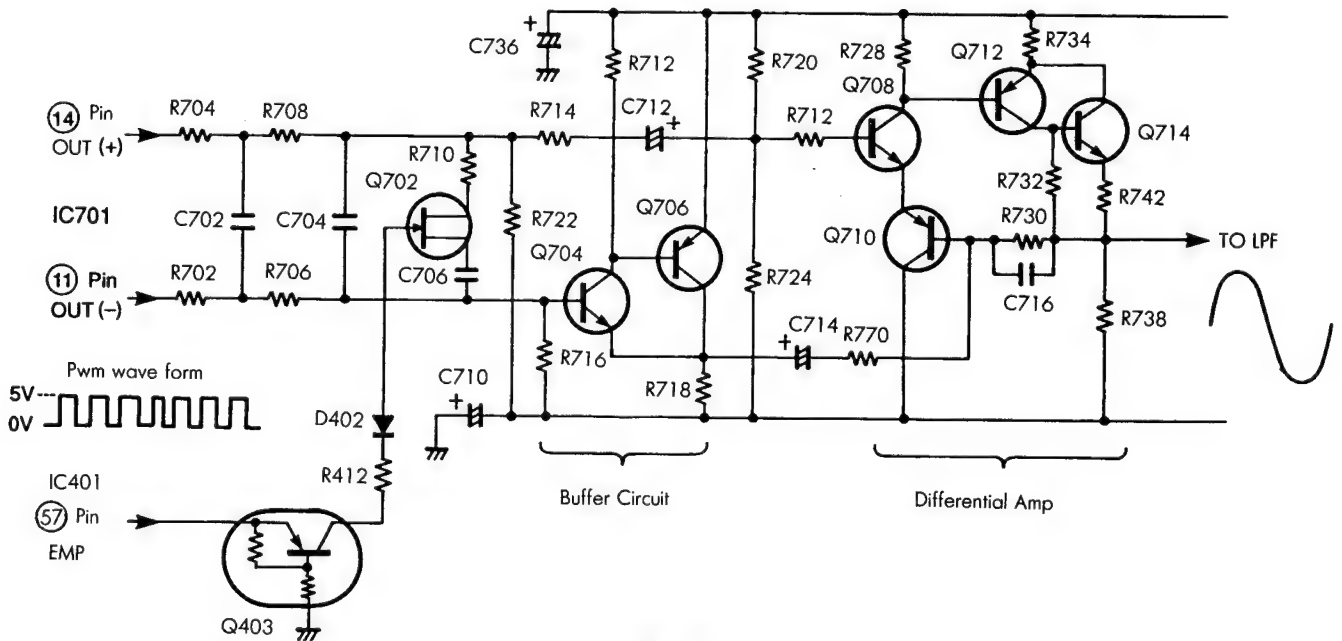 C736
+
R712
R720
R728
Q708
Q712
R734
14 Pin
OUT (+)
R704
R708
R714
C712
+
R712
Q714
R710
Q702
IC701
C702
C704
R722
Q706
Q704
C706
R732
R742
R730
Q710
TO LPF
R724
C716
11 Pin
OUT (−)
R702
R706
R738
C714
+
R770
R716
R718
C710
+
Pwm wave form
5V
0V
D402
R412
IC401
57 Pin
EMP
Q403
Buffer Circuit
Differential Amp